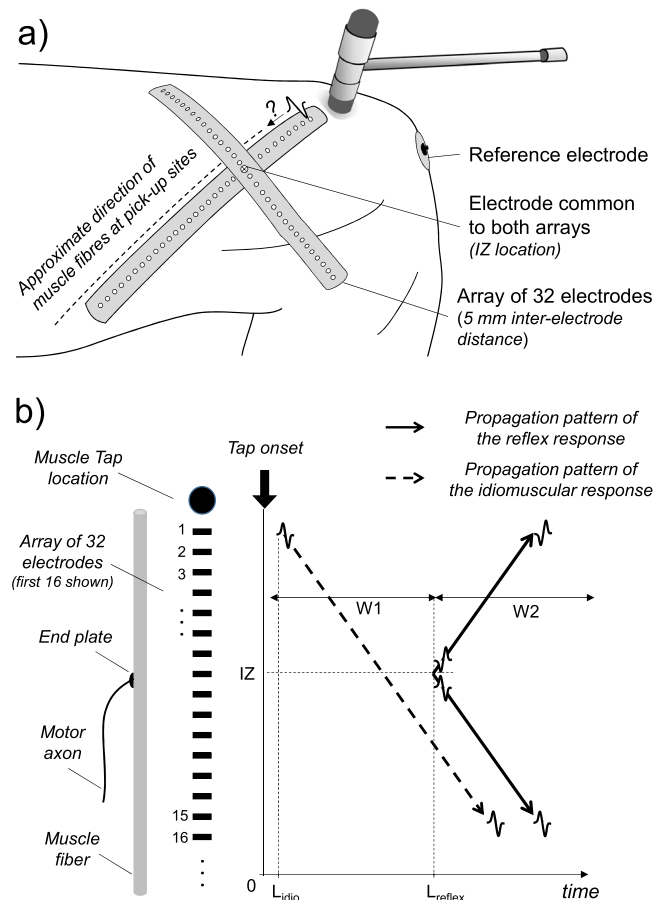 a)
?
Approximate direction of
muscle fibres at pick-up sites
Reference electrode
Electrode common
to both arrays
(IZ location)
Array of 32 electrodes
(5 mm inter-electrode
distance)
b)
Propagation pattern of
the reflex response
Propagation pattern of
the idiomuscular response
Muscle Tap
location
Tap onset
Array of 32
electrodes
(first 16 shown)
1
2
3
W1
W2
End plate
IZ
Motor
axon
15
16
Muscle
fiber
0
Lidio
Lreflex
time